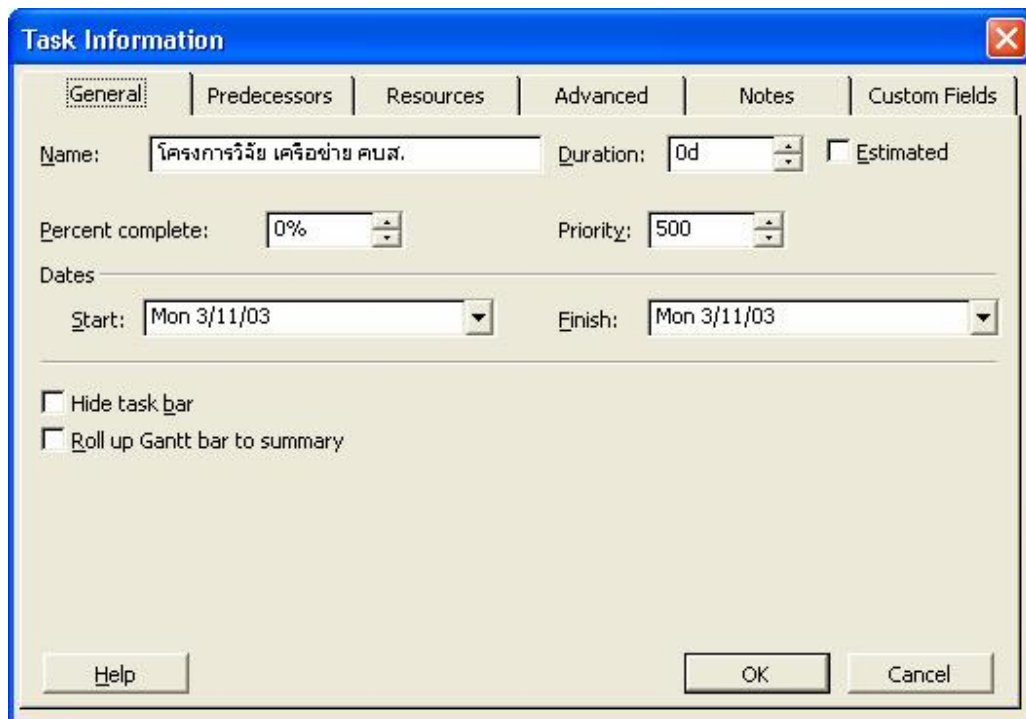 Task Information
General Predecessors Resources Advanced Notes Custom Fields
Name: โครงการวิจัย เครือข่าย คบส. Duration: 0d Estimated
Percent complete: 0% Priority: 500
Dates
Start: Mon 3/11/03 Finish: Mon 3/11/03
Hide task bar
Roll up Gantt bar to summary
Help OK Cancel